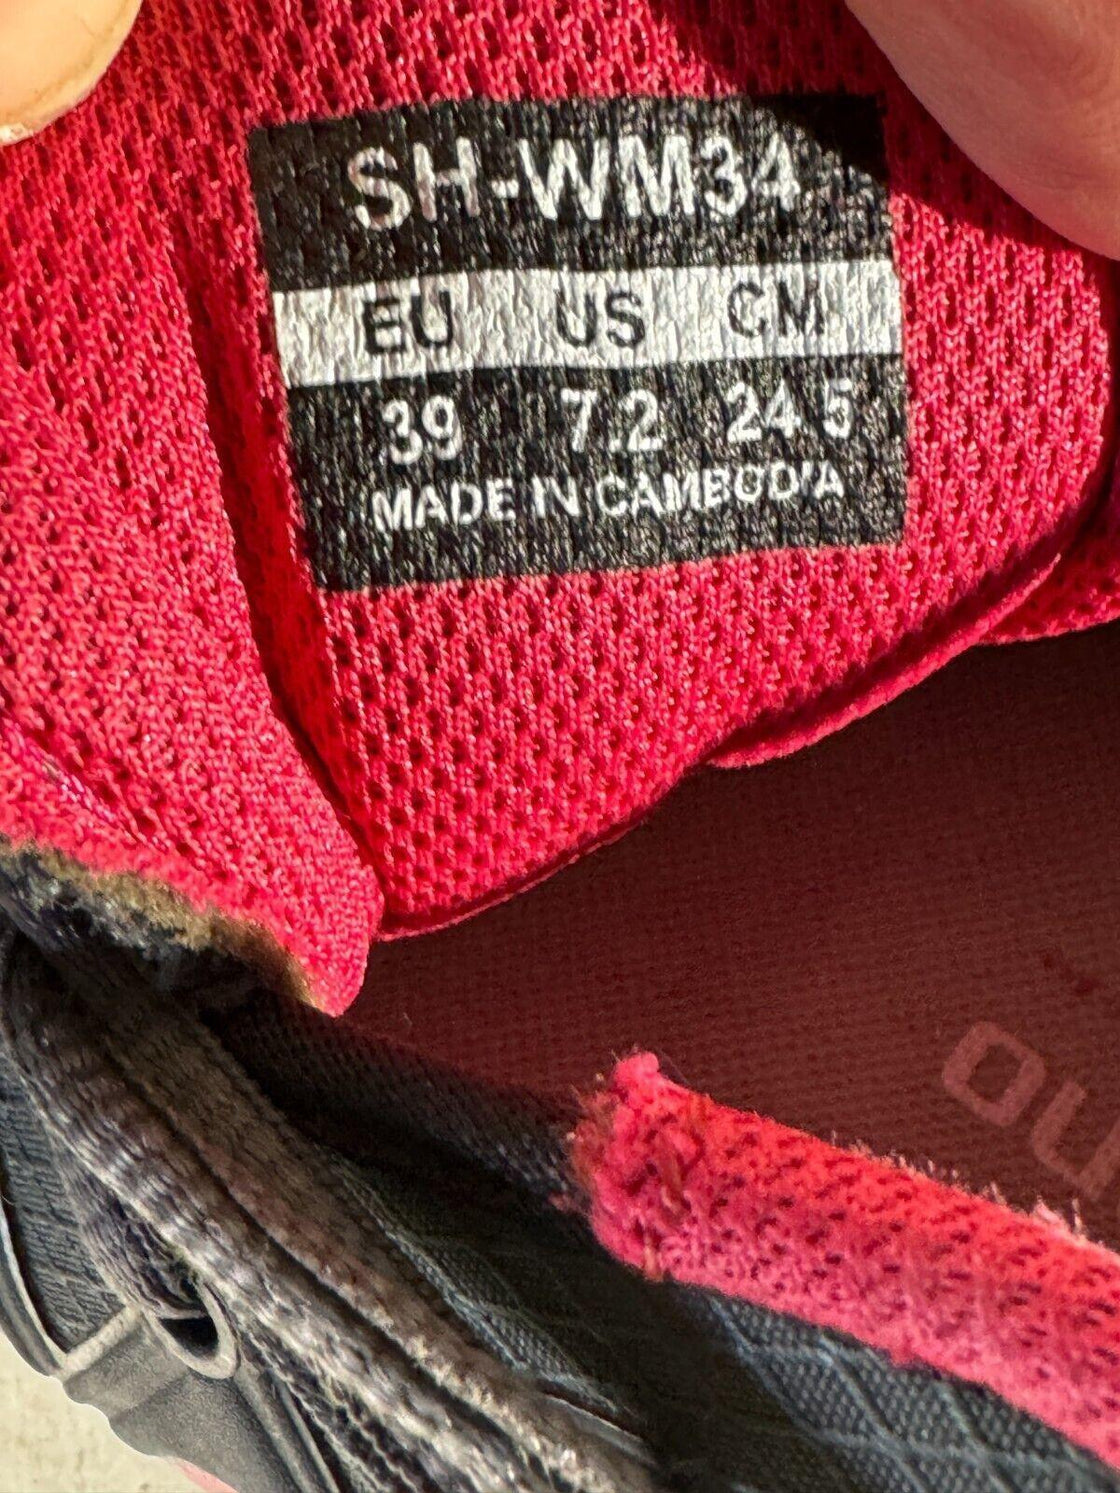 SH-WM34
EU US CM
39 7.2 24.5
MADE IN CAMBODIA